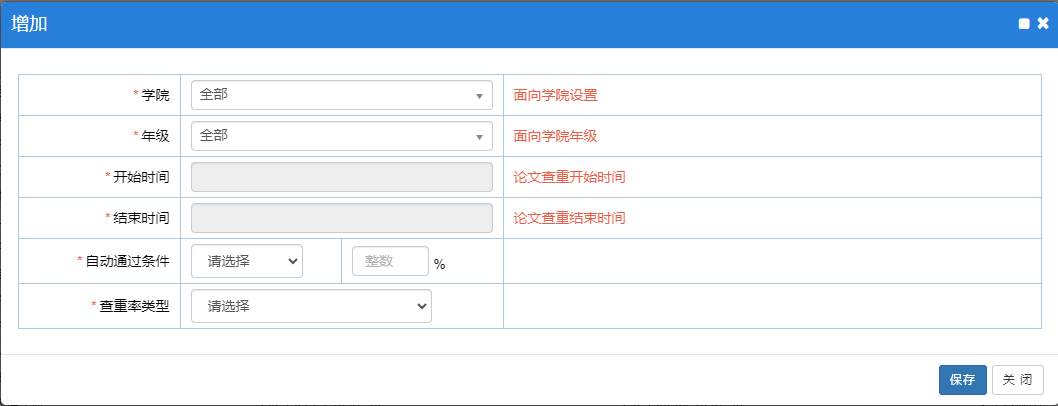 增加
* 学院 全部 面向学院设置
* 年级 全部 面向学院年级
* 开始时间 论文查重开始时间
* 结束时间 论文查重结束时间
* 自动通过条件 请选择 整数 %
* 查重率类型 请选择
保存 关 闭